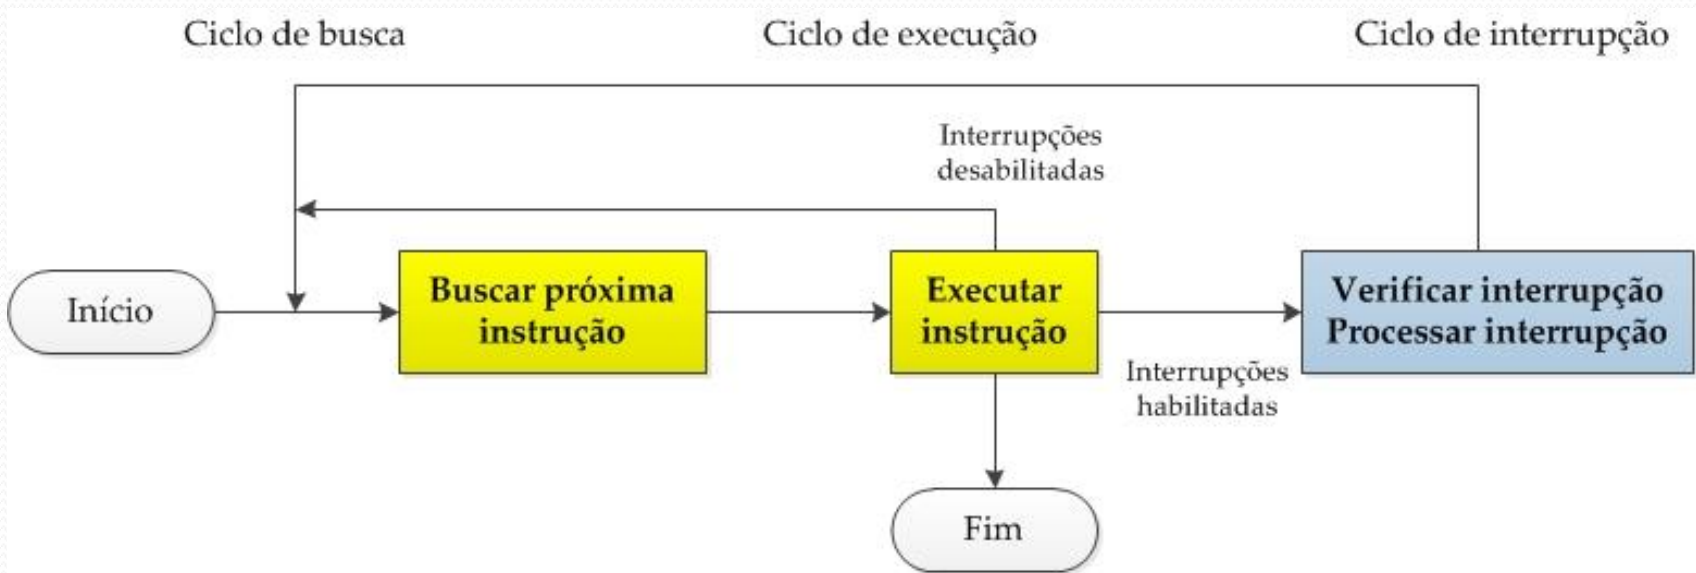 Ciclo de busca
Ciclo de execução
Ciclo de interrupção
Interrupções
desabilitadas
Início
Buscar próxima
instrução
Executar
instrução
Verificar interrupção
Processar interrupção
Interrupções
habilitadas
Fim